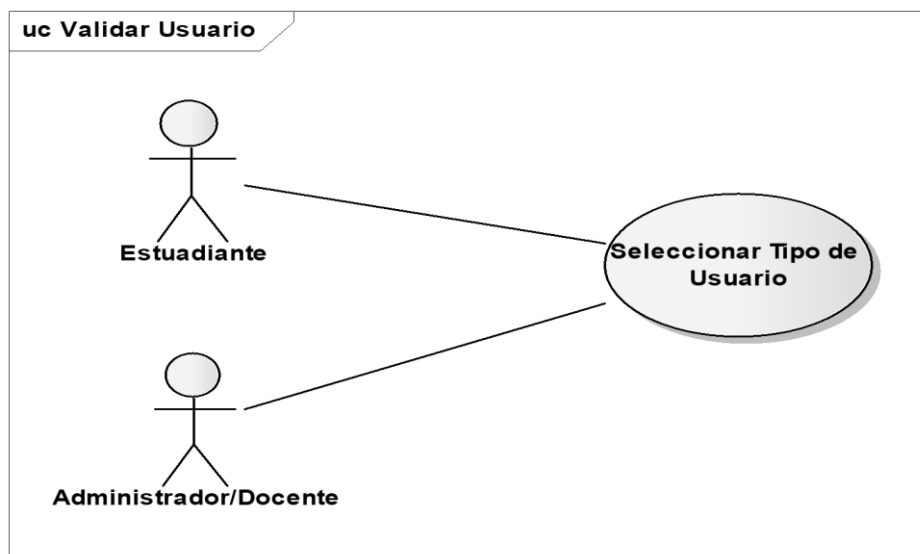 uc Validar Usuario
Estuadiante
Seleccionar Tipo de
Usuario
Administrador/Docente